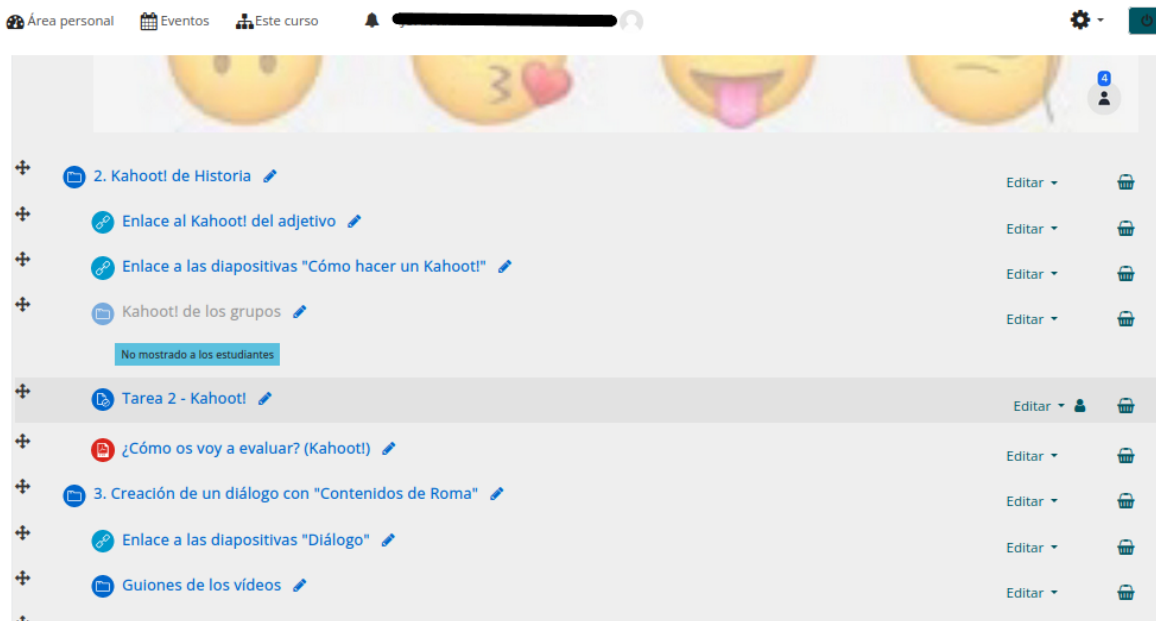 Área personal Eventos Este curso
4
2. Kahoot! de Historia Editar
Enlace al Kahoot! del adjetivo Editar
Enlace a las diapositivas "Cómo hacer un Kahoot!" Editar
Kahoot! de los grupos Editar
No mostrado a los estudiantes
Tarea 2 - Kahoot! Editar
¿Cómo os voy a evaluar? (Kahoot!) Editar
3. Creación de un diálogo con "Contenidos de Roma" Editar
Enlace a las diapositivas "Diálogo" Editar
Guiones de los vídeos Editar